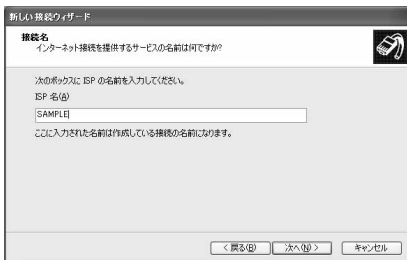 新しい接続ウィザード
接続名
インターネット接続を提供するサービスの名前は何ですか?
次のボックスに ISP の名前を入力してください。
ISP 名(A)
SAMPLE
ここに入力された名前は作成している接続の名前になります。
< 戻る(B)
次へ(N) >
キャンセル